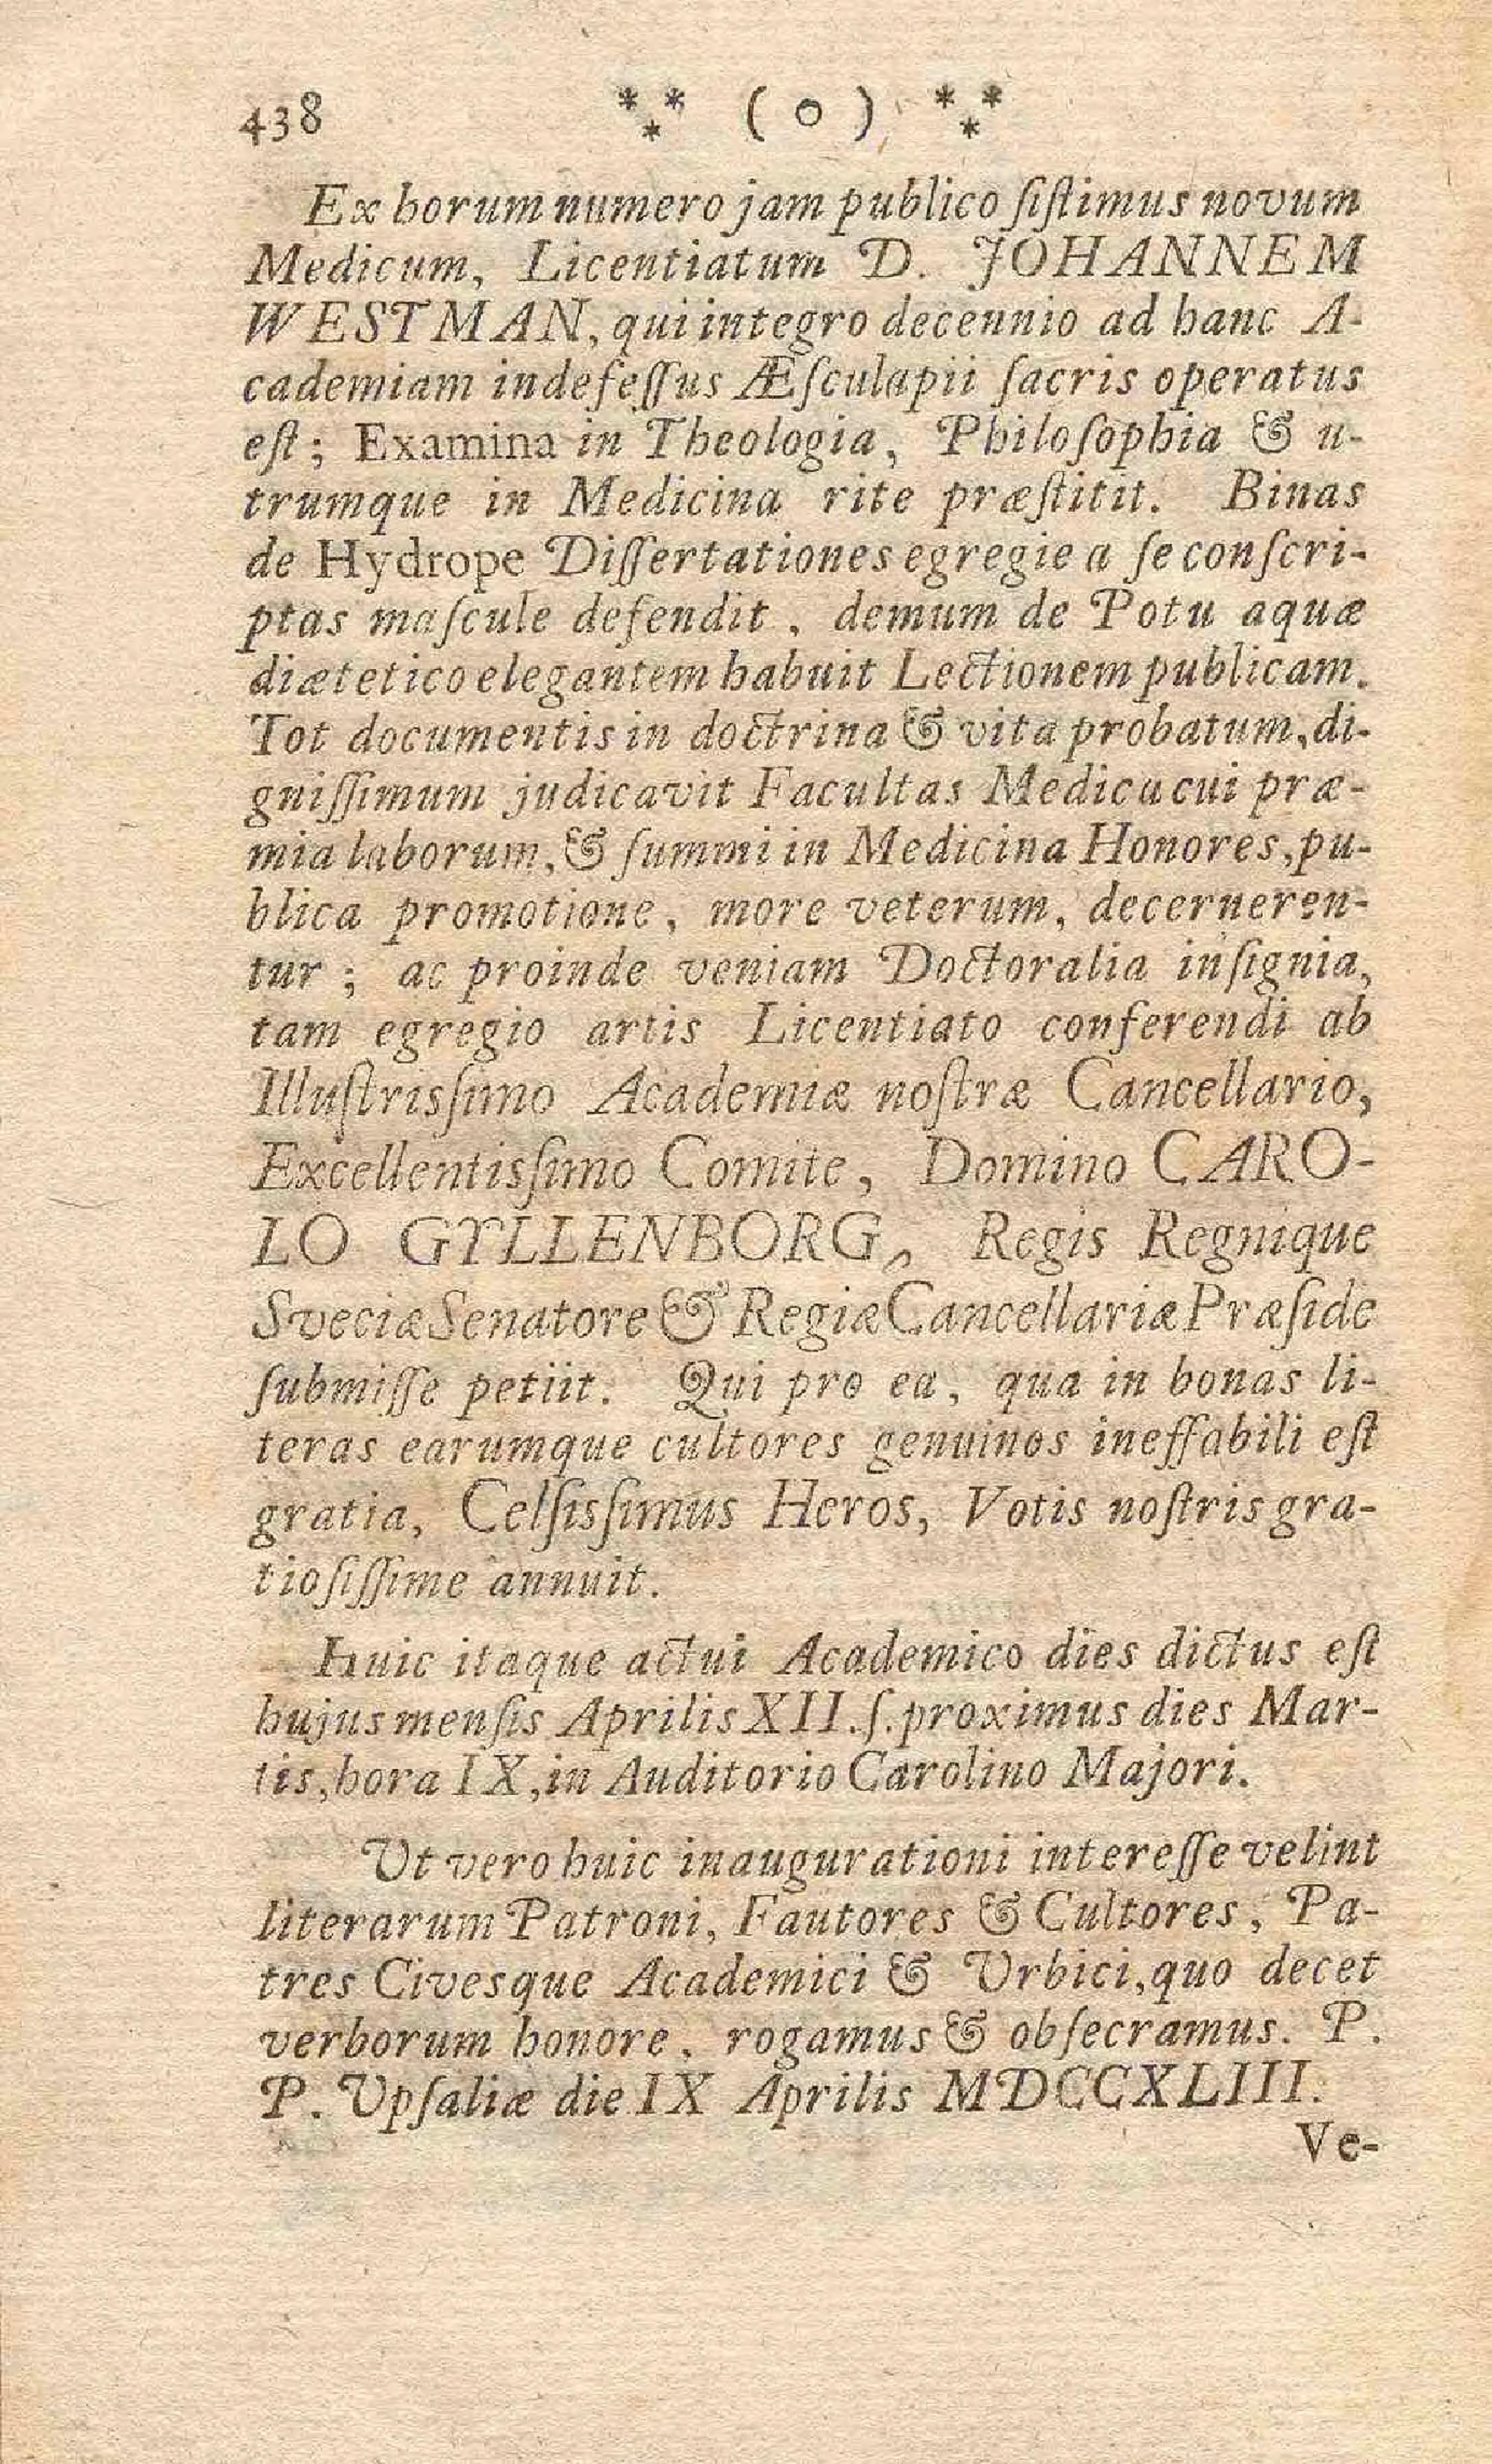 438 ** * ( o ) ** *
Ex horum numero jam publico ſiſtimus novum
Medicum, Licentiatum D. JOHANNEM
WESTMAN, qui integro decennio ad hanc A-
cademiam indefeſſus Æſculapii ſacris operatus
eſt; Examina in Theologia, Philoſophia & u-
trumque in Medicina rite præſtitit. Binas
de Hydrope Diſſertationes egregie a ſe conſcri-
ptas maſcule defendit, demum de Potu aquæ
diætetico elegantem habuit Lectionem publicam.
Tot documentis in doctrina & vita probatum, di-
gniſſimum judicavit Facultas Medica cui præ-
mia laborum, & ſummi in Medicina Honores, pu-
blica promotione, more veterum, decerneren-
tur; ac proinde veniam Doctoralia inſignia,
tam egregio artis Licentiato conferendi ab
Illuſtrisſimo Academiæ noſtræ Cancellario,
Excellentisſimo Comite, Domino CARO-
LO GYLLENBORG, Regis Regnique
Sveciæ Senatore & Regiæ Cancellariæ Præſide
ſubmiſſe petiit. Qui pro ea, qua in bonas li-
teras earumque cultores genuinos ineffabili eſt
gratia, Celſisſimus Heros, Votis noſtris gra-
tioſiſſime annuit.
Huic itaque actui Academico dies dictus eſt
hujus menſis Aprilis XII. ſ. proximus dies Mar-
tis, hora IX, in Auditorio Carolino Majori.
Ut vero huic inaugurationi intereſſe velint
literarum Patroni, Fautores & Cultores, Pa-
tres Civesque Academici & Urbici, quo decet
verborum honore, rogamus & obſecramus. P.
P. Upſaliæ die IX Aprilis MDCCXLIII.
Ve-